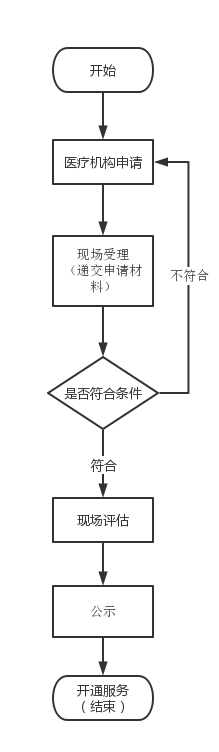 开始
医疗机构申请
现场受理
（递交申请材
料）
不符合
是否符合条件
符合
现场评估
公示
开通服务
（结束）